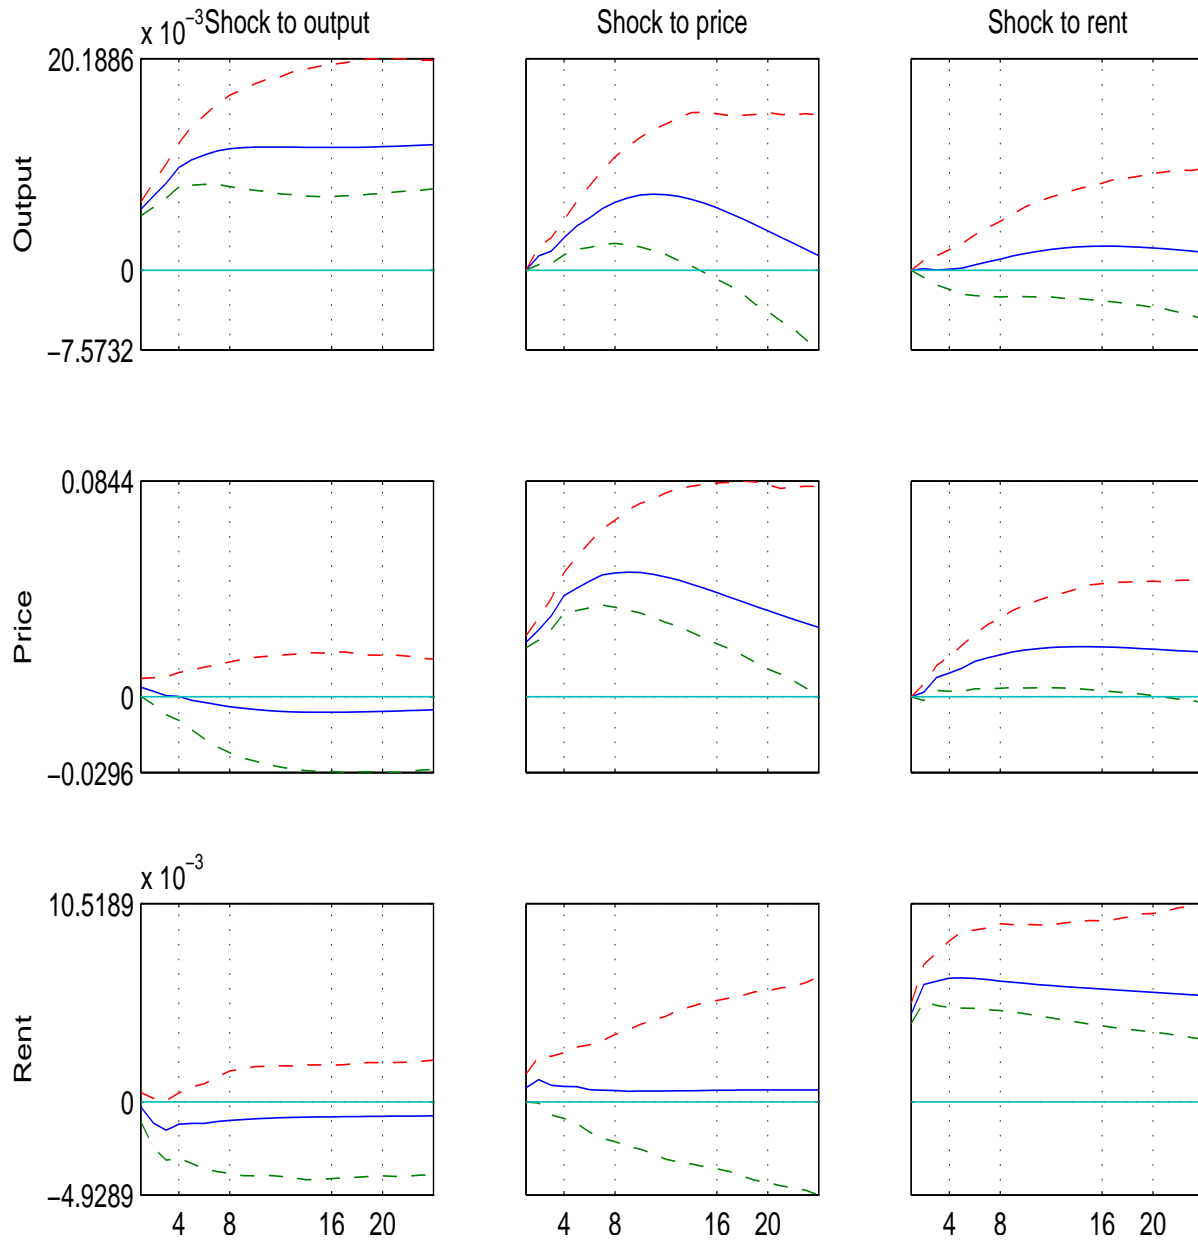 x 10−3 Shock to output Shock to price Shock to rent
20.1886
Output
0
−7.5732
0.0844
Price
0
−0.0296
x 10−3
10.5189
Rent
0
−4.9289
4 8 16 20 4 8 16 20 4 8 16 20